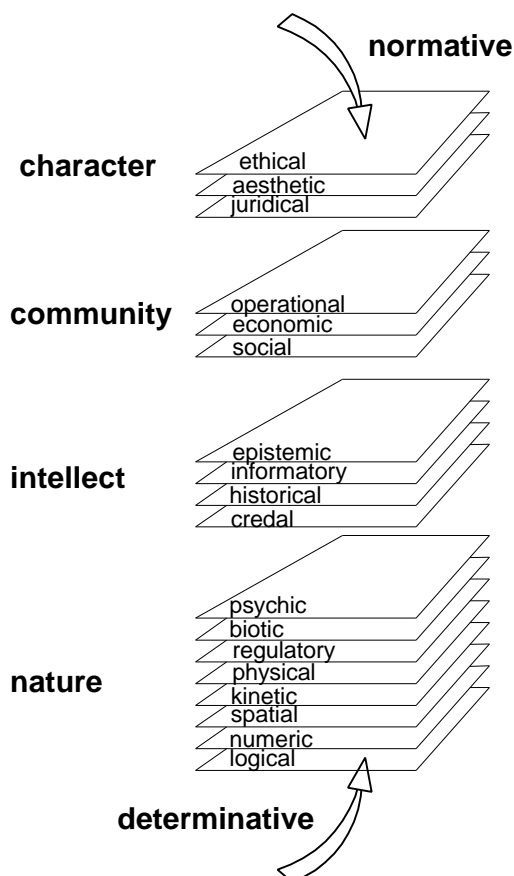 normative
character
ethical
aesthetic
juridical
community
operational
economic
social
intellect
epistemic
informatory
historical
credal
nature
psychic
biotic
regulatory
physical
kinetic
spatial
numeric
logical
determinative